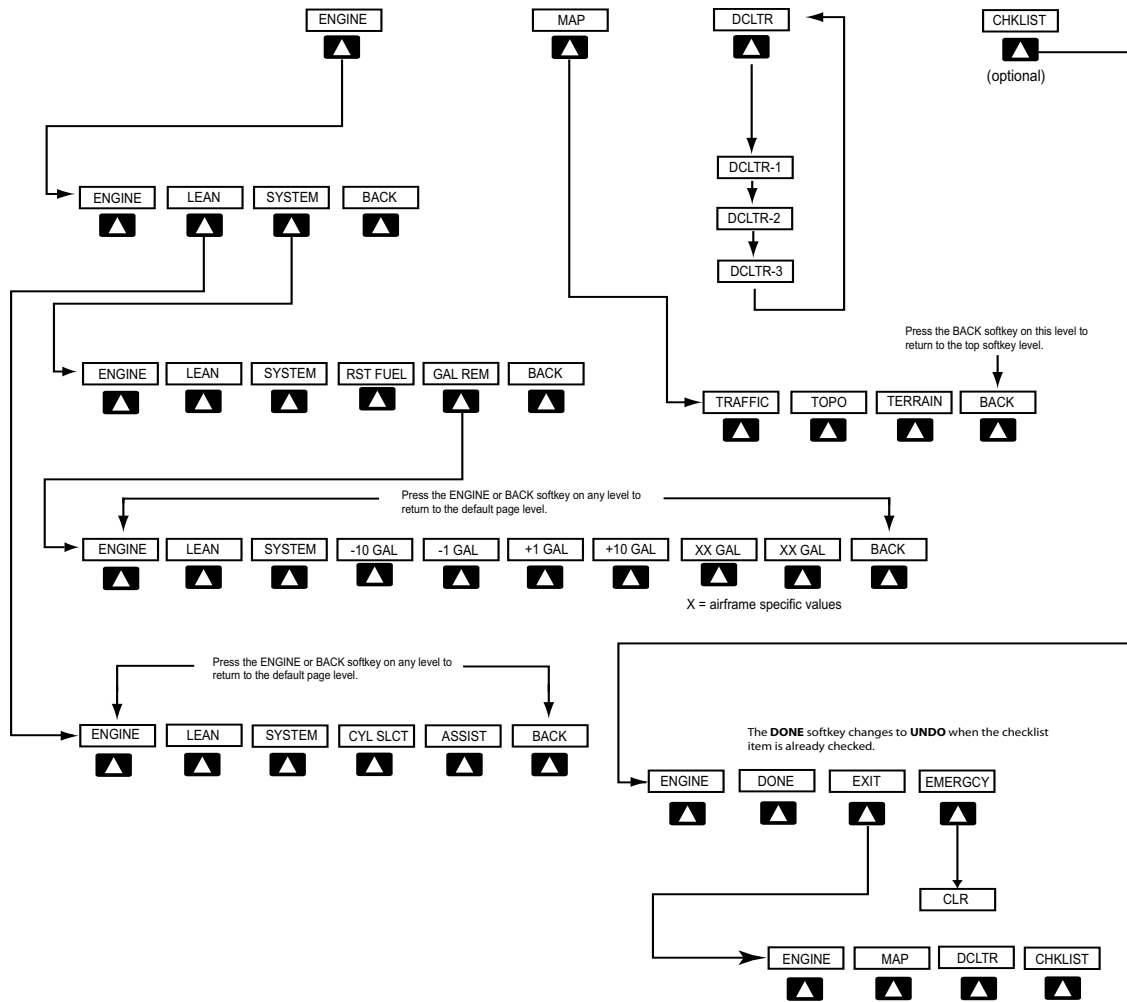 ENGINE MAP DCLTR CHKLIST
(optional)
DCLTR-1
ENGINE LEAN SYSTEM BACK
DCLTR-2
DCLTR-3
Press the BACK softkey on this level to
return to the top softkey level.
ENGINE LEAN SYSTEM RST FUEL GAL REM BACK
TRAFFIC TOPO TERRAIN BACK
Press the ENGINE or BACK softkey on any level to
return to the default page level.
ENGINE LEAN SYSTEM -10 GAL -1 GAL +1 GAL +10 GAL XX GAL XX GAL BACK
X = airframe specific values
Press the ENGINE or BACK softkey on any level to
return to the default page level.
ENGINE LEAN SYSTEM CYL SLCT ASSIST BACK
The DONE softkey changes to UNDO when the checklist
item is already checked.
ENGINE DONE EXIT EMERGCY
CLR
ENGINE MAP DCLTR CHKLIST